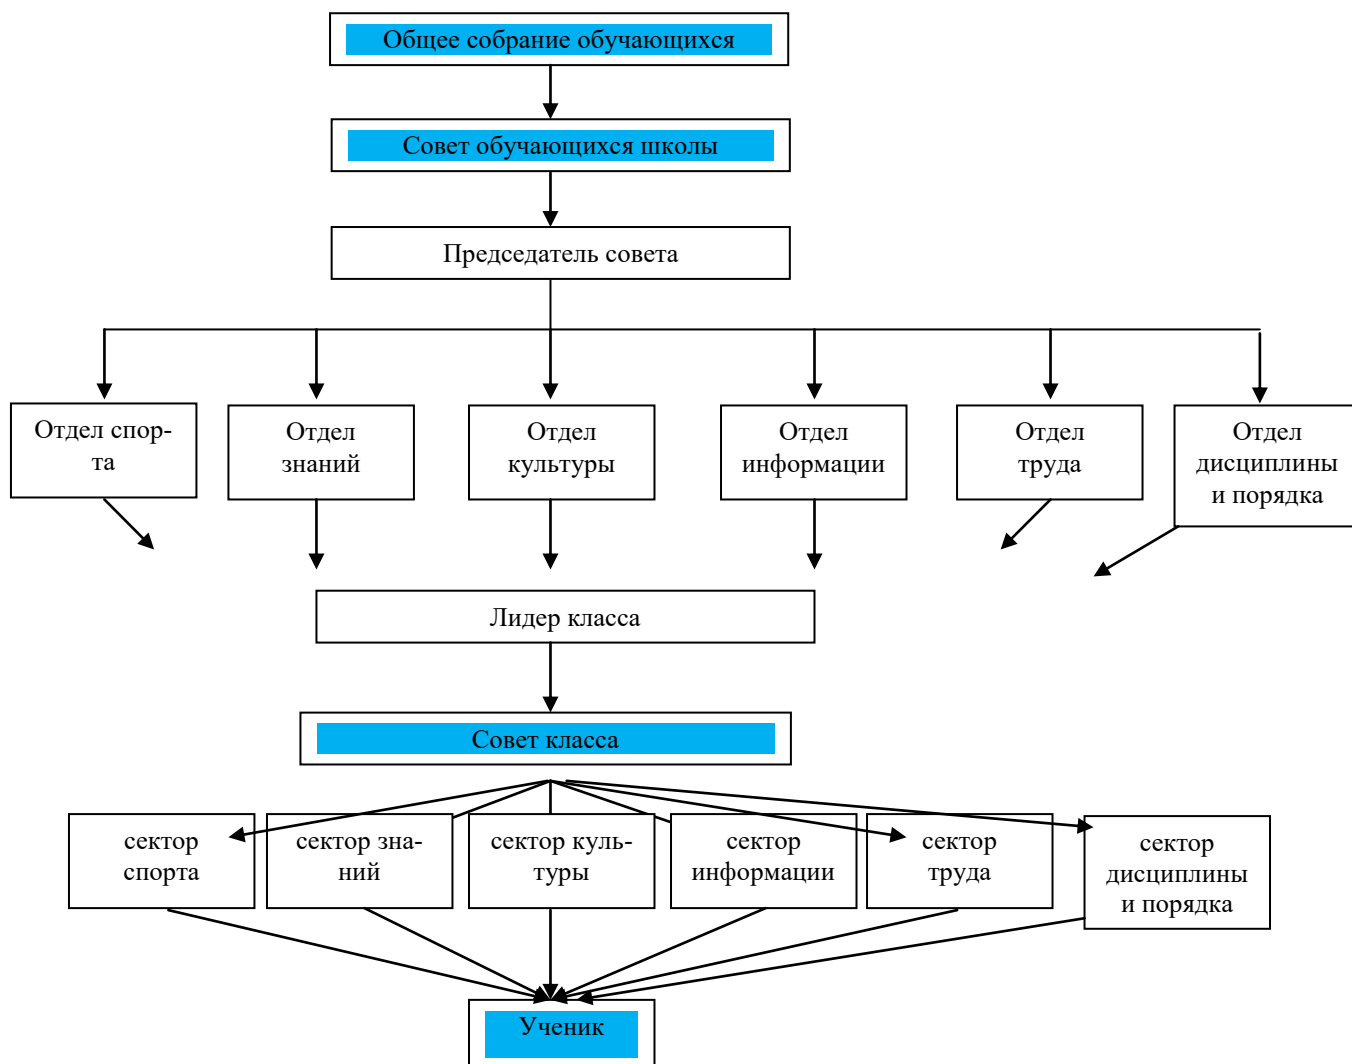 Общее собрание обучающихся
Совет обучающихся школы
Председатель совета
Отдел спор-
та
Отдел
знаний
Отдел
культуры
Отдел
информации
Отдел
труда
Отдел
дисциплины
и порядка
Лидер класса
Совет класса
сектор
спорта
сектор зна-
ний
сектор куль-
туры
сектор
информации
сектор
труда
сектор
дисциплины
и порядка
Ученик